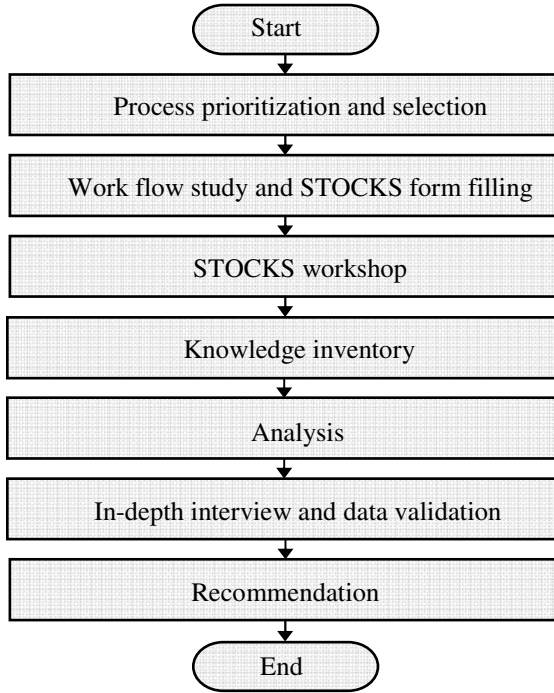 Start
Process prioritization and selection
Work flow study and STOCKS form filling
STOCKS workshop
Knowledge inventory
Analysis
In-depth interview and data validation
Recommendation
End